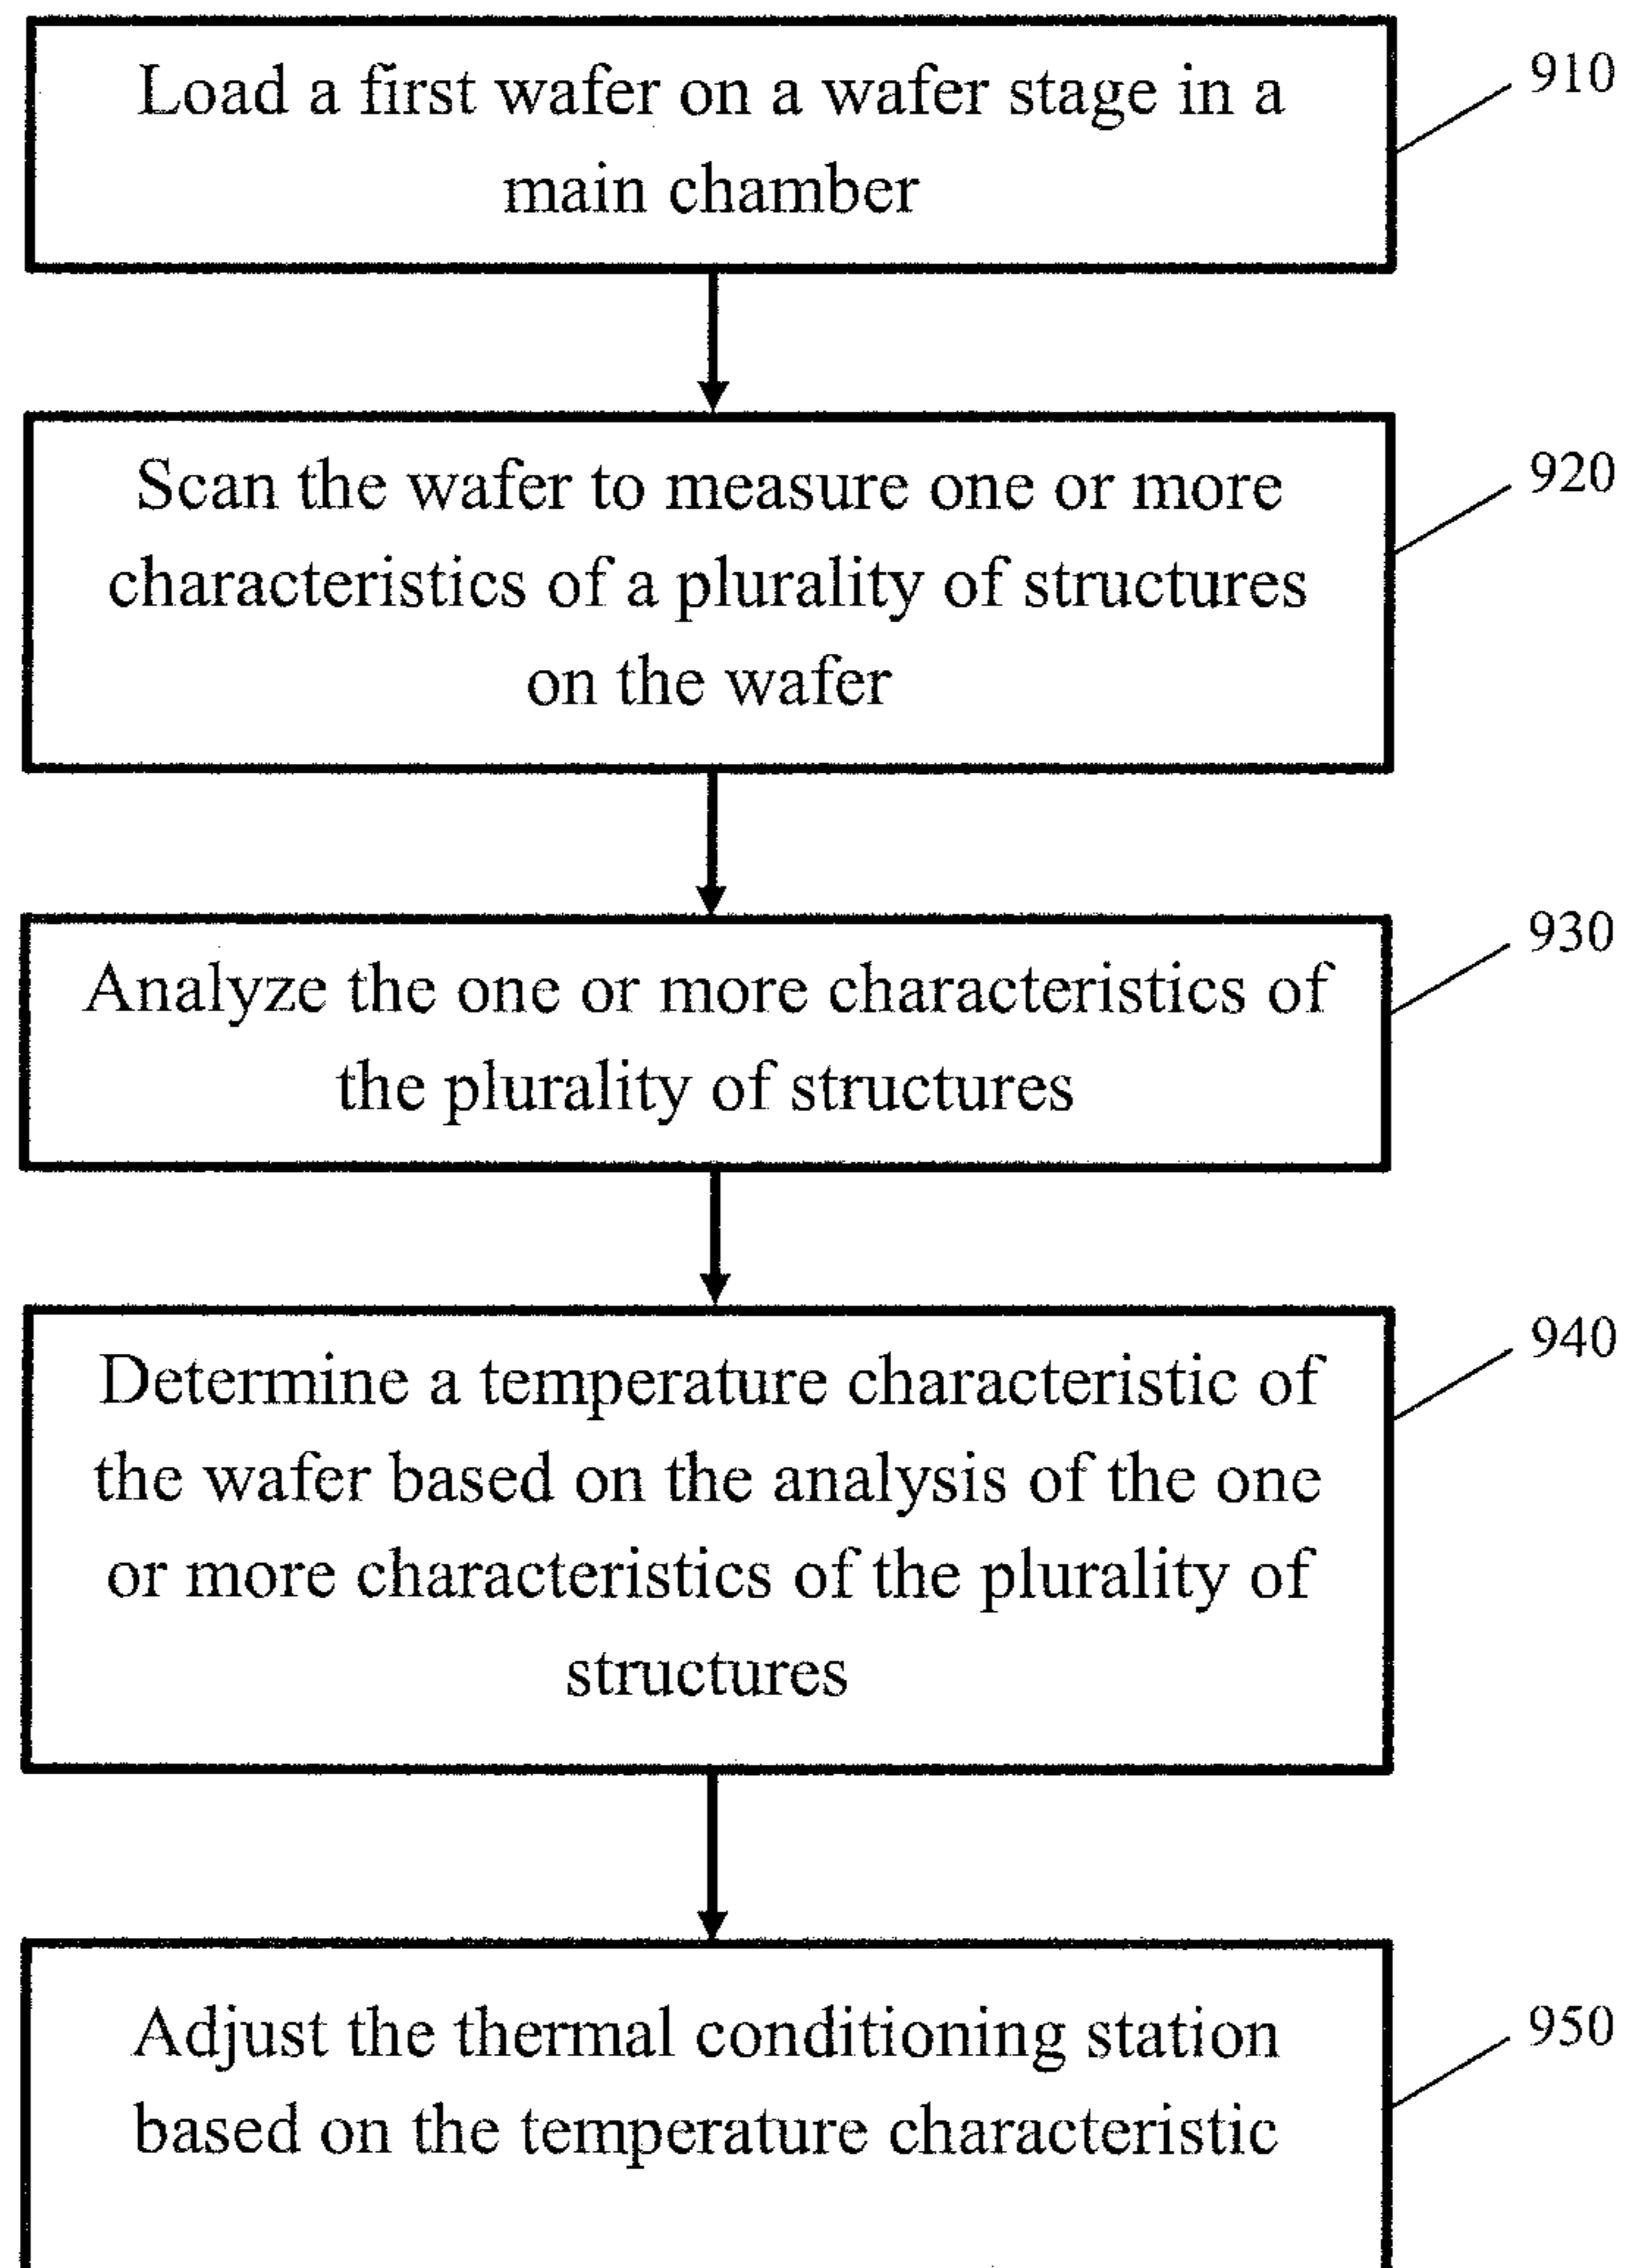 Load a first wafer on a wafer stage in a
main chamber
910
Scan the wafer to measure one or more
characteristics of a plurality of structures
on the wafer
920
Analyze the one or more characteristics of
the plurality of structures
930
Determine a temperature characteristic of
the wafer based on the analysis of the one
or more characteristics of the plurality of
structures
940
Adjust the thermal conditioning station
based on the temperature characteristic
950